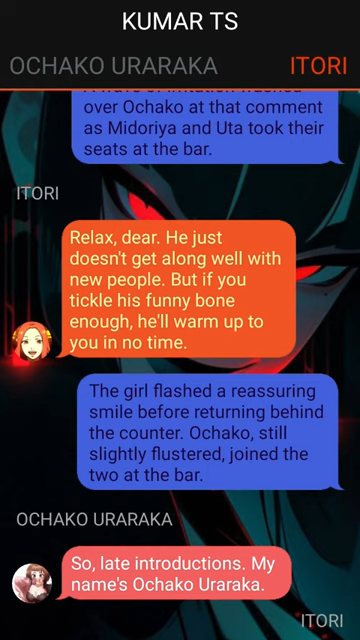 KUMAR TS
OCHAKO URARAKA
ITORI
over Ochako at that comment
as Midoriya and Uta took their
seats at the bar.
ITORI
Relax, dear. He just
doesn't get along well with
new people. But if you
tickle his funny bone
enough, he'll warm up to
you in no time.
The girl flashed a reassuring
smile before returning behind
the counter. Ochako, still
slightly flustered, joined the
two at the bar.
OCHAKO URARAKA
So, late introductions. My
name's Ochako Uraraka.
ITORI